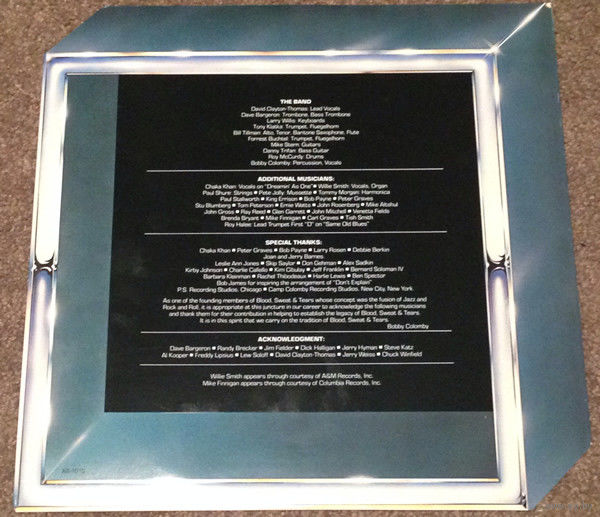 THE BAND
David Clayton-Thomas: Lead Vocals
Dave Bargeron: Trombone, Bass Trombone
Larry Willis: Keyboards
Tony Klatka: Trumpet, Fluegelhorn
Bill Tillman: Alto, Tenor, Baritone Saxophone, Flute
Forrest Buchtell: Trumpet, Fluegelhorn
Mike Stern: Guitars
Danny Trifan: Bass Guitar
Roy McCurdy: Drums
Bobby Colomby: Percussion, Vocals
ADDITIONAL MUSICIANS:
Chaka Khan: Vocals on "Dreamin' As One" ■ Willie Smith: Vocals, Organ
Paul Shure: Strings ■ Pete Jolly: Mussette ■ Tommy Morgan: Harmonica
Paul Stallworth ■ King Errison ■ Bob Payne ■ Peter Graves
Stu Blumberg ■ Tom Peterson ■ Ernie Watts ■ John Rosenberg ■ Mike Altshul
John Gross ■ Ray Reed ■ Glen Garrett ■ John Mitchell ■ Venetta Fields
Brenda Bryant ■ Mike Finnigan ■ Carl Graves ■ Tish Smith
Roy Halee: Lead Trumpet First "D" on "Same Old Blues"
SPECIAL THANKS:
Chaka Khan ■ Peter Graves ■ Bob Payne ■ Larry Rosen ■ Debbie Berkin
Joan and Jerry Barnes
Leslie Ann Jones ■ Skip Saylor ■ Don Gehman ■ Alex Sadkin
Kirby Johnson ■ Charlie Calello ■ Kim Cibulay ■ Jeff Franklin ■ Bernard Soloman IV
Barbara Kleinman ■ Rachel Thibodeaux ■ Harlie Lewis ■ Ben Spector
Bob James for inspiring the arrangement of "Don't Explain"
P.S. Recording Studios, Chicago ■ Camp Colomby Recording Studios, New City, New York.
As one of the founding members of Blood, Sweat & Tears whose concept was the fusion of Jazz and
Rock and Roll, it is appropriate at this juncture in our career to acknowledge the following musicians
and thank them for their contribution in helping to establish the legacy of Blood, Sweat & Tears.
It is in this spirit that we carry on the tradition of Blood, Sweat & Tears.
Bobby Colomby
ACKNOWLEDGMENT:
Dave Bargeron ■ Randy Brecker ■ Jim Fielder ■ Dick Halligan ■ Jerry Hyman ■ Steve Katz
Al Kooper ■ Freddy Lipsius ■ Lew Soloff ■ David Clayton-Thomas ■ Jerry Weiss ■ Chuck Winfield
Willie Smith appears through courtesy of A&M Records, Inc.
Mike Finnigan appears through courtesy of Columbia Records, Inc.